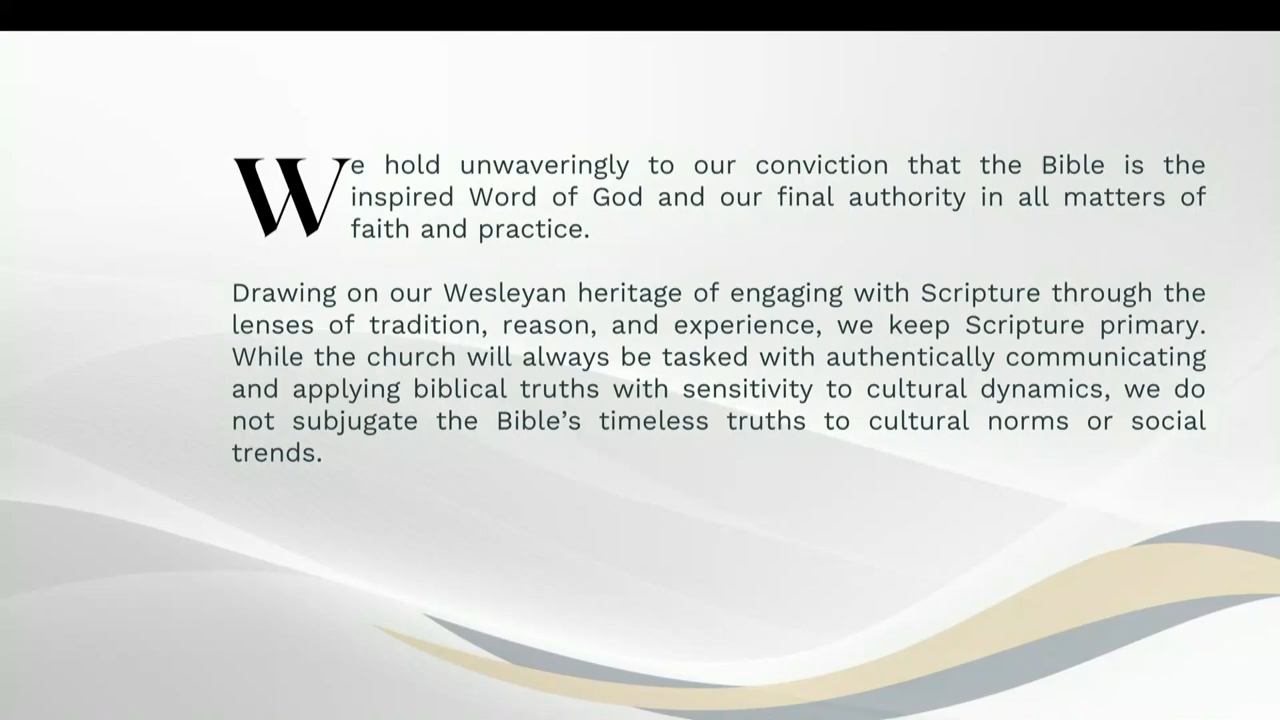 We hold unwaveringly to our conviction that the Bible is the
inspired Word of God and our final authority in all matters of
faith and practice.
Drawing on our Wesleyan heritage of engaging with Scripture through the
lenses of tradition, reason, and experience, we keep Scripture primary.
While the church will always be tasked with authentically communicating
and applying biblical truths with sensitivity to cultural dynamics, we do
not subjugate the Bible’s timeless truths to cultural norms or social
trends.